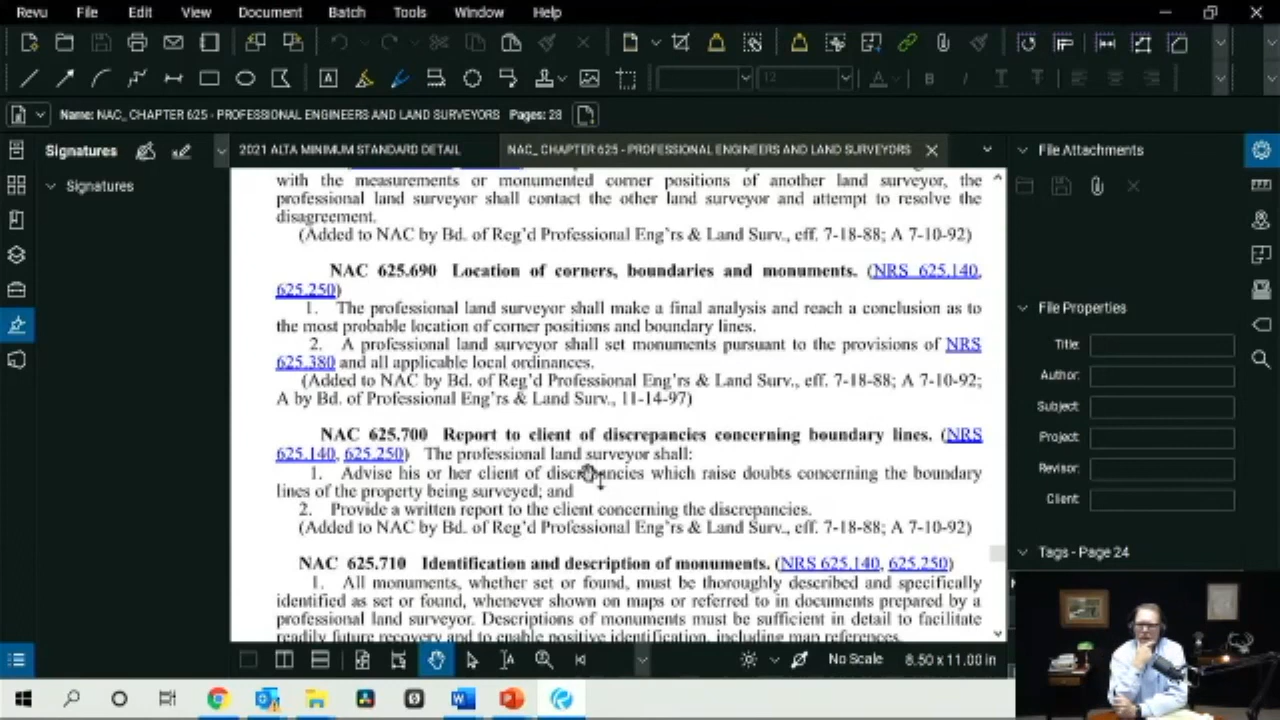 Revu File Edit View Document Batch Tools Window Help
12
Name: NAC_ CHAPTER 625 - PROFESSIONAL ENGINEERS AND LAND SURVEYORS Pages: 28
Signatures
Signatures
2021 ALTA MINIMUM STANDARD DETAIL
NAC_ CHAPTER 625 - PROFESSIONAL ENGINEERS AND LAND SURVEYORS
with the measurements or monumented corner positions of another land surveyor, the
professional land surveyor shall contact the other land surveyor and attempt to resolve the
disagreement.
(Added to NAC by Bd. of Reg'd Professional Eng'rs & Land Surv., eff. 7-18-88; A 7-10-92)
NAC 625.690 Location of corners, boundaries and monuments. (NRS 625.140,
625.250)
1. The professional land surveyor shall make a final analysis and reach a conclusion as to
the most probable location of corner positions and boundary lines.
2. A professional land surveyor shall set monuments pursuant to the provisions of NRS
625.380 and all applicable local ordinances.
(Added to NAC by Bd. of Reg'd Professional Eng'rs & Land Surv., eff. 7-18-88; A 7-10-92;
A by Bd. of Professional Eng'rs & Land Surv., 11-14-97)
NAC 625.700 Report to client of discrepancies concerning boundary lines. (NRS
625.140, 625.250) The professional land surveyor shall:
1. Advise his or her client of discrepancies which raise doubts concerning the boundary
lines of the property being surveyed; and
2. Provide a written report to the client concerning the discrepancies.
(Added to NAC by Bd. of Reg'd Professional Eng'rs & Land Surv., eff. 7-18-88; A 7-10-92)
NAC 625.710 Identification and description of monuments. (NRS 625.140, 625.250)
1. All monuments, whether set or found, must be thoroughly described and specifically
identified as set or found, whenever shown on maps or referred to in documents prepared by a
professional land surveyor. Descriptions of monuments must be sufficient in detail to facilitate
readily future recovery and to enable positive identification, including map references.
File Attachments
File Properties
Title:
Author:
Subject:
Project:
Revisor:
Client:
Tags - Page 24
No Scale 8.50 x 11.00 in